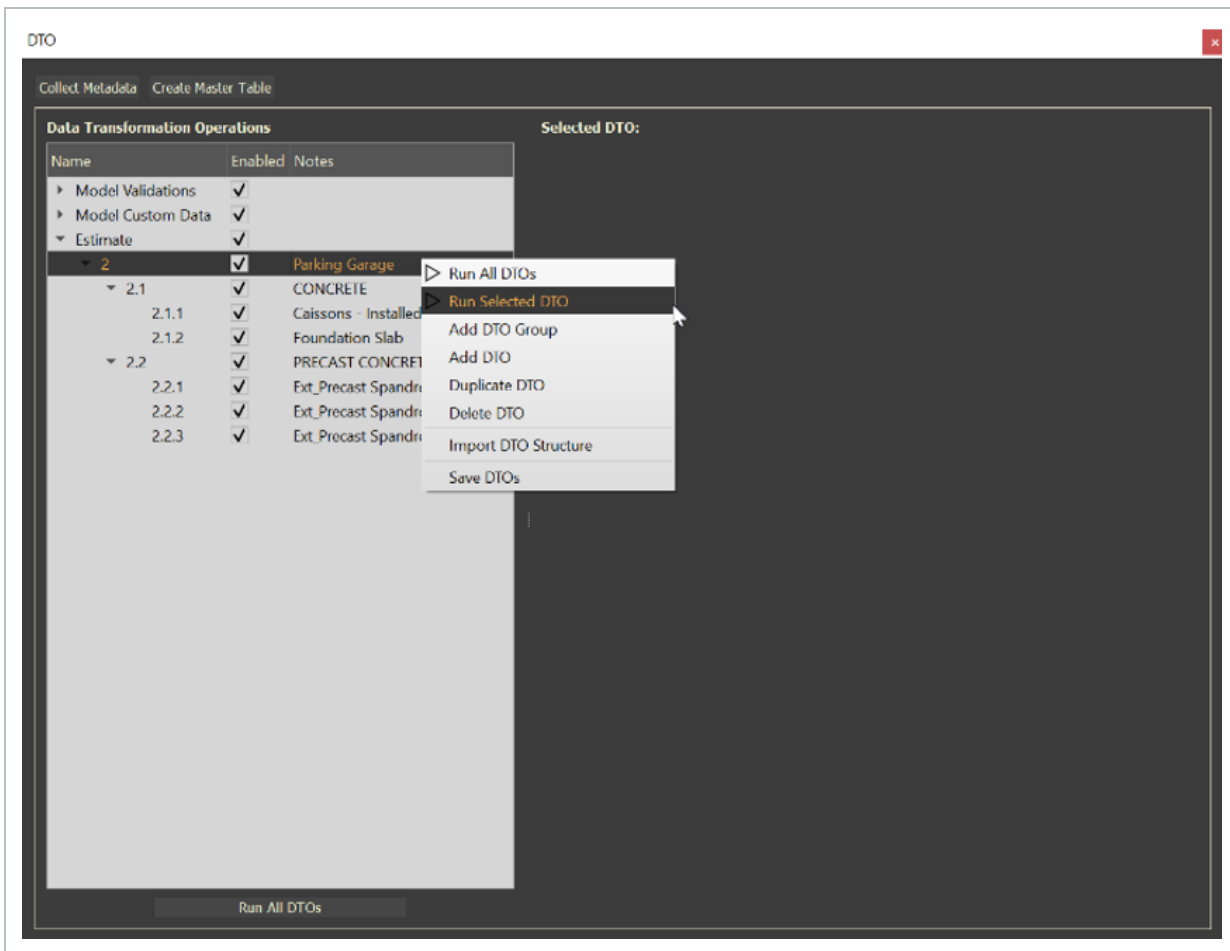 DTO
Collect Metadata Create Master Table
Data Transformation Operations Selected DTO:
Name Enabled Notes
Model Validations
Model Custom Data
Estimate
2 Parking Garage
2.1 CONCRETE
2.1.1 Caissons - Installed
2.1.2 Foundation Slab
2.2 PRECAST CONCRET
2.2.1 Ext_Precast Spandre
2.2.2 Ext_Precast Spandre
2.2.3 Ext_Precast Spandre
Run All DTOs
Run Selected DTO
Add DTO Group
Add DTO
Duplicate DTO
Delete DTO
Import DTO Structure
Save DTOs
Run All DTOs